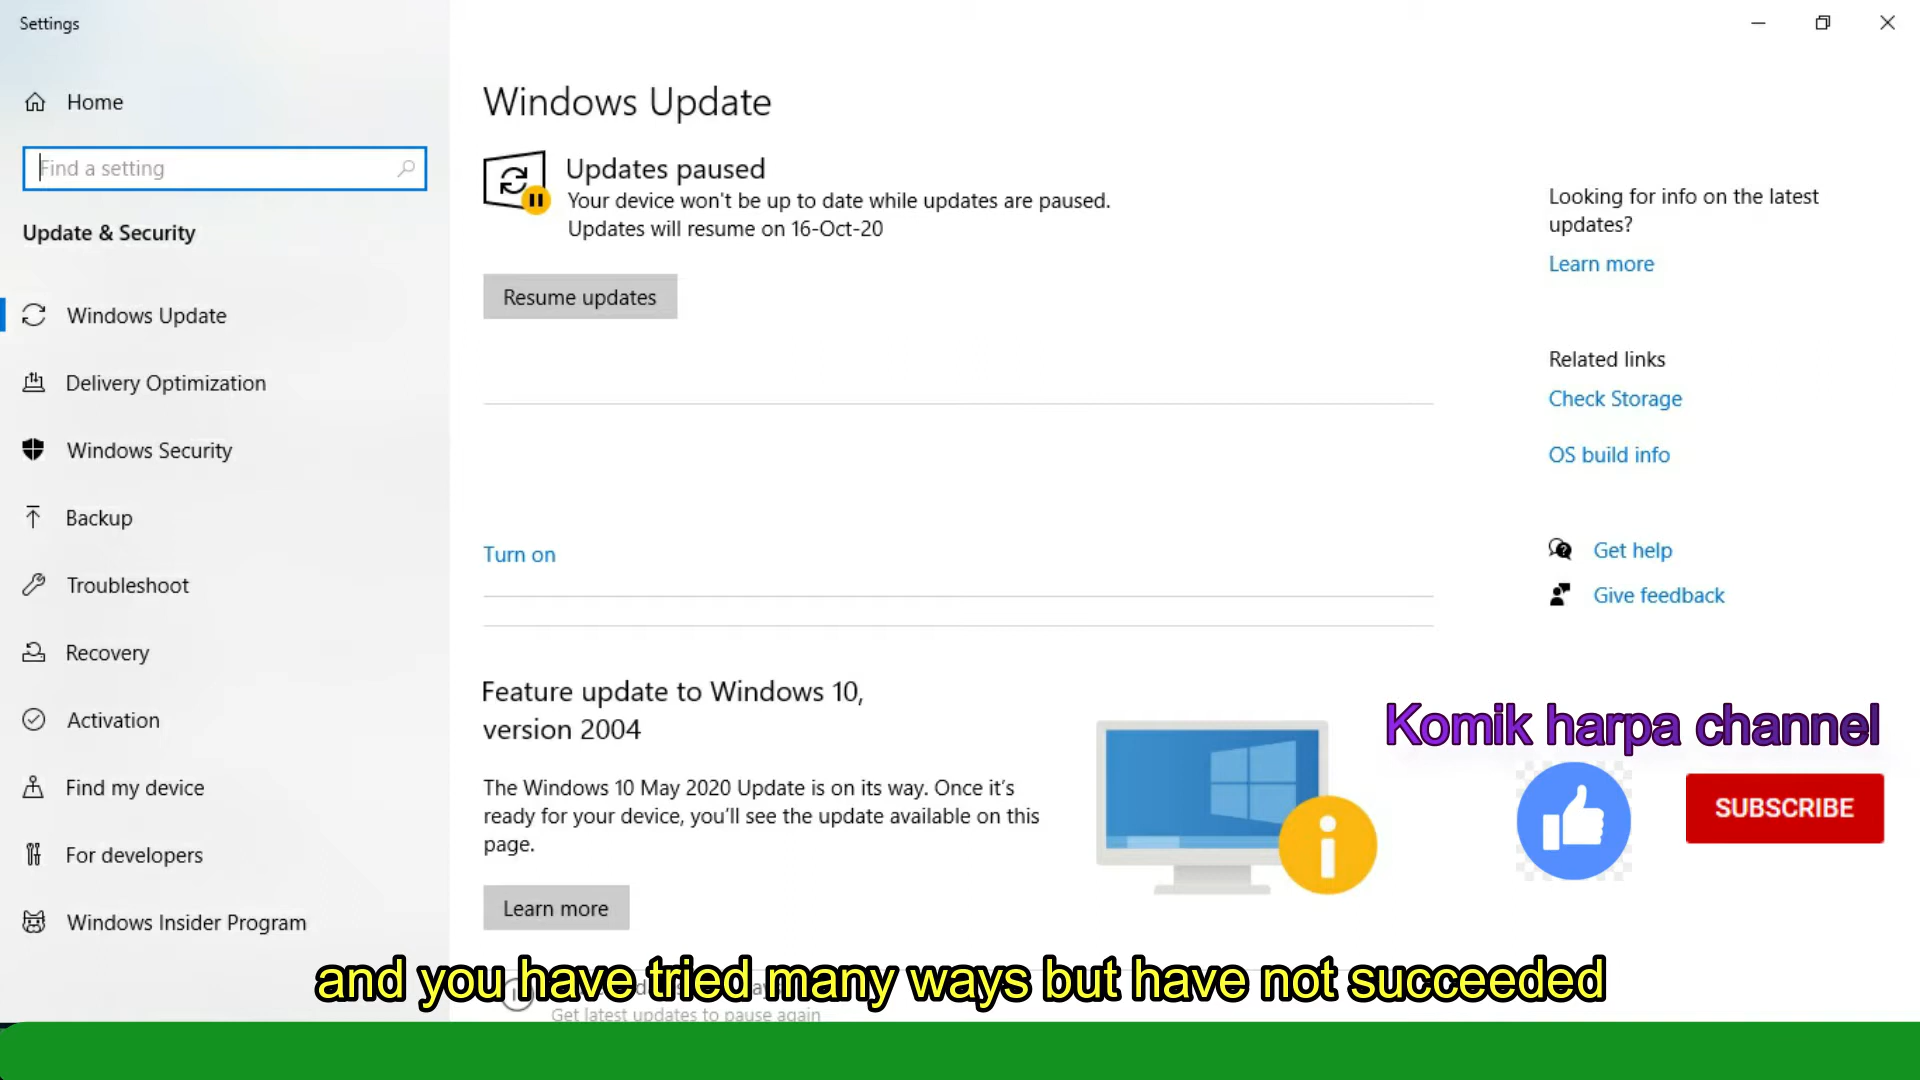 Settings
Home
Find a setting
Update & Security
Windows Update
Delivery Optimization
Windows Security
Backup
Troubleshoot
Recovery
Activation
Find my device
For developers
Windows Insider Program
Windows Update
Updates paused
Your device won't be up to date while updates are paused.
Updates will resume on 16-Oct-20
Resume updates
Turn on
Feature update to Windows 10,
version 2004
The Windows 10 May 2020 Update is on its way. Once it's
ready for your device, you'll see the update available on this
page.
Learn more
Get latest updates to pause again
Looking for info on the latest
updates?
Learn more
Related links
Check Storage
OS build info
Get help
Give feedback
Komik harpa channel
SUBSCRIBE
and you have tried many ways but have not succeeded